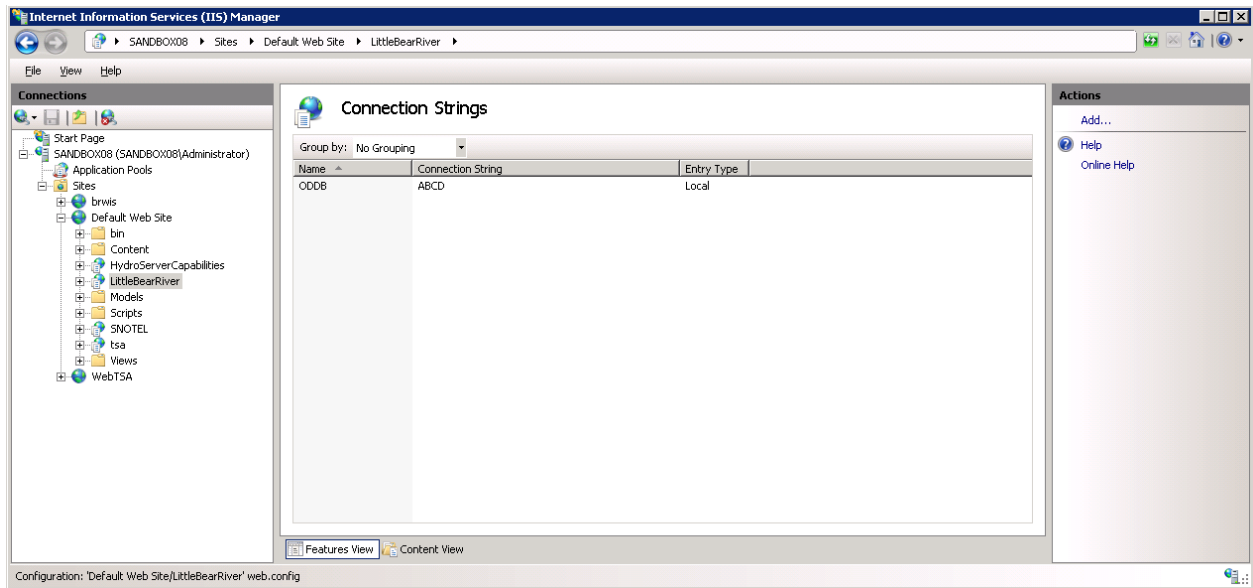 Internet Information Services (IIS) Manager
SANDBOX08 Sites Default Web Site LittleBearRiver
File View Help
Connections
Start Page
SANDBOX08 (SANDBOX08\Administrator)
Application Pools
Sites
brwis
Default Web Site
bin
Content
HydroServerCapabilities
LittleBearRiver
Models
Scripts
SNOTEL
tsa
Views
WebTSA
Connection Strings
Group by: No Grouping
Name Connection String Entry Type
ODDB ABCD Local
Features View Content View
Actions
Add...
Help
Online Help
Configuration: 'Default Web Site/LittleBearRiver' web.config